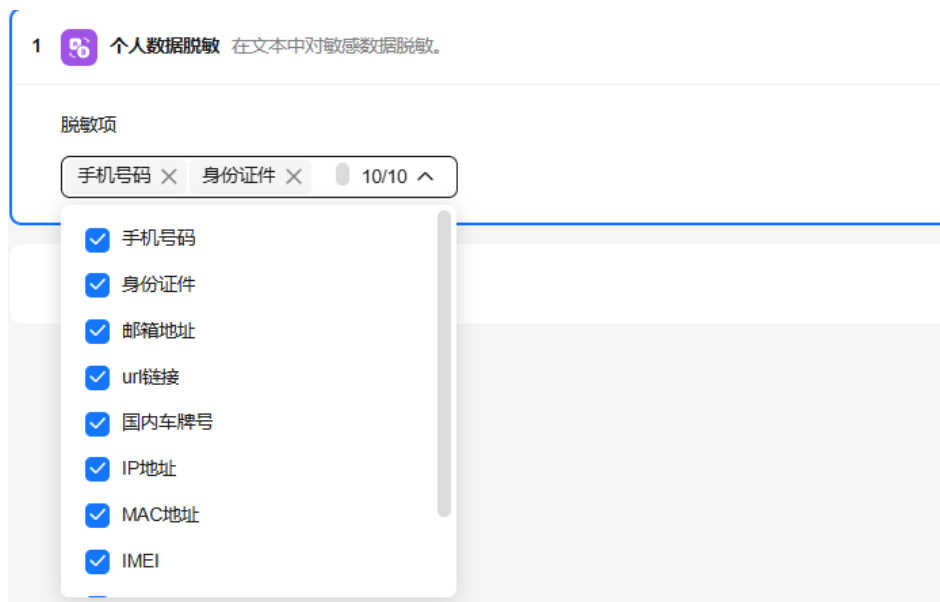 1 个人数据脱敏 在文本中对敏感数据脱敏。
脱敏项
手机号码 身份证件 10/10
手机号码
身份证件
邮箱地址
url链接
国内车牌号
IP地址
MAC地址
IMEI